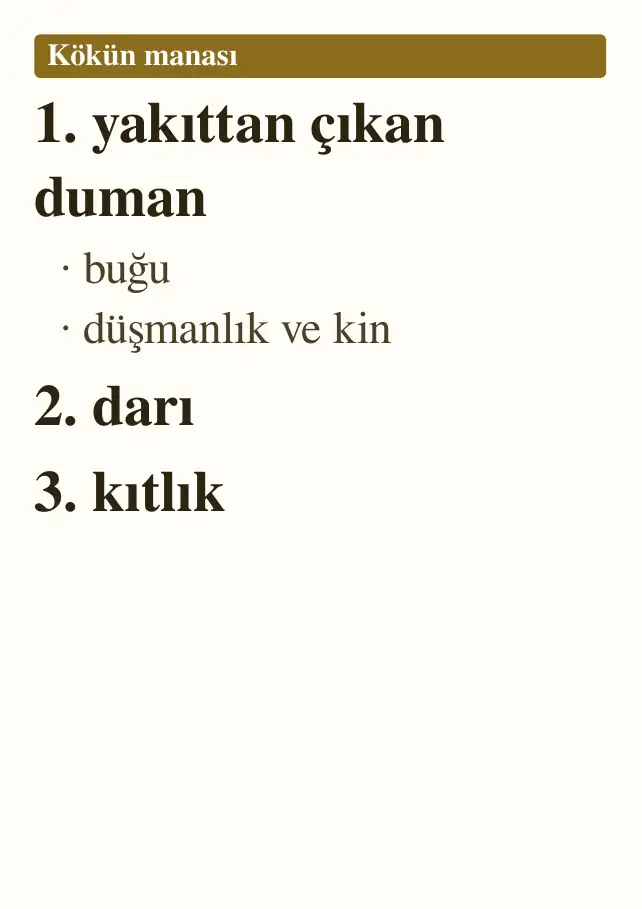 Kökün manası
1. yakıttan çıkan
duman
· buğu
· düşmanlık ve kin
2. darı
3. kıtlık